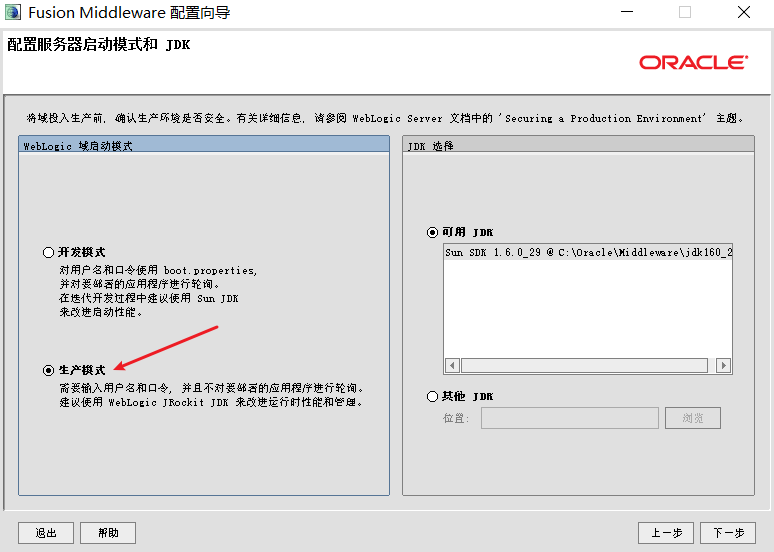 Fusion Middleware 配置向导
配置服务器启动模式和 JDK
ORACLE
将域投入生产前, 确认生产环境是否安全。有关详细信息, 请参阅 WebLogic Server 文档中的 'Securing a Production Environment' 主题。
WebLogic 域启动模式
开发模式
对用户名和口令使用 boot.properties,
并对要部署的应用程序进行轮询。
在迭代开发过程中建议使用 Sun JDK
来改进启动性能。
生产模式
需要输入用户名和口令, 并且不对要部署的应用程序进行轮询。
建议使用 WebLogic JRockit JDK 来改进运行时性能和管理。
JDK 选择
可用 JDK
Sun SDK 1.6.0_29 @ C:\Oracle\Middleware\jdk160_2
其他 JDK
位置:
浏览
退出
帮助
上一步
下一步